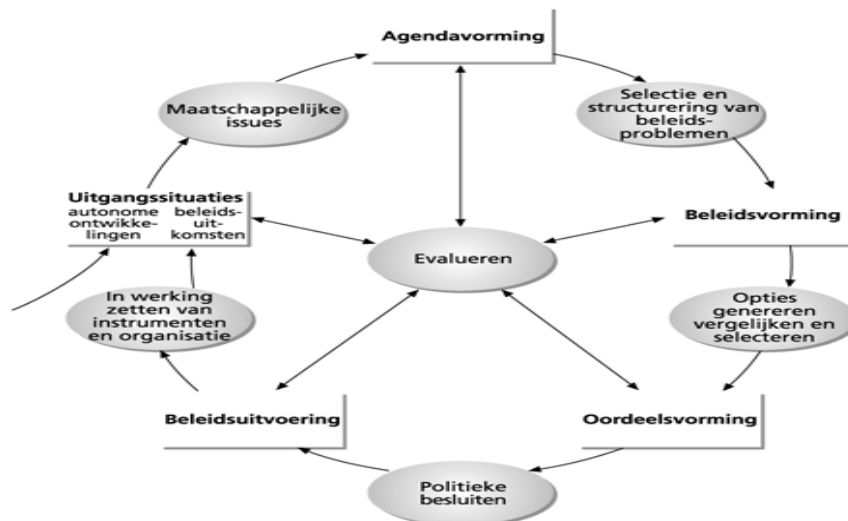 Agendavorming
Maatschappelijke
issues
Selectie en
structurering van
beleids-
problemen
Uitgangssituaties
autonome
ontwikke-
lingen
beleids-
uit-
komsten
Beleidsvorming
Evalueren
In werking
zetten van
instrumenten
en organisatie
Opties
genereren
vergelijken en
selecteren
Beleidsuitvoering
Oordeelsvorming
Politieke
besluiten